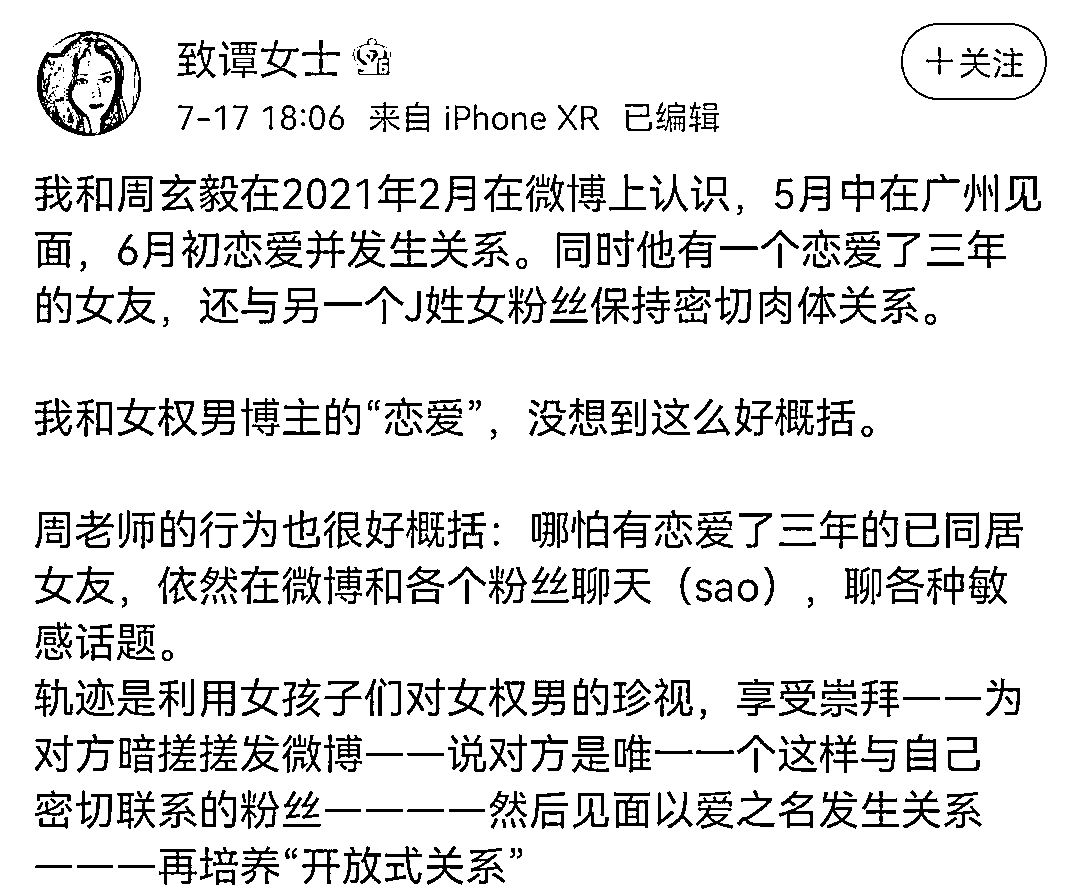 致谭女士
+关注
7-17 18:06 来自 iPhone XR 已编辑
我和周玄毅在2021年2月在微博上认识，5月中在广州见
面，6月初恋爱并发生关系。同时他有一个恋爱了三年
的女友，还与另一个J姓女粉丝保持密切肉体关系。
我和女权男博主的“恋爱”，没想到这么好概括。
周老师的行为也很好概括：哪怕有恋爱了三年的已同居
女友，依然在微博和各个粉丝聊天（sao），聊各种敏
感话题。
轨迹是利用女孩子们对女权男的珍视，享受崇拜——为
对方暗搓搓发微博——说对方是唯一一个这样与自己
密切联系的粉丝————然后见面以爱之名发生关系
———再培养“开放式关系”